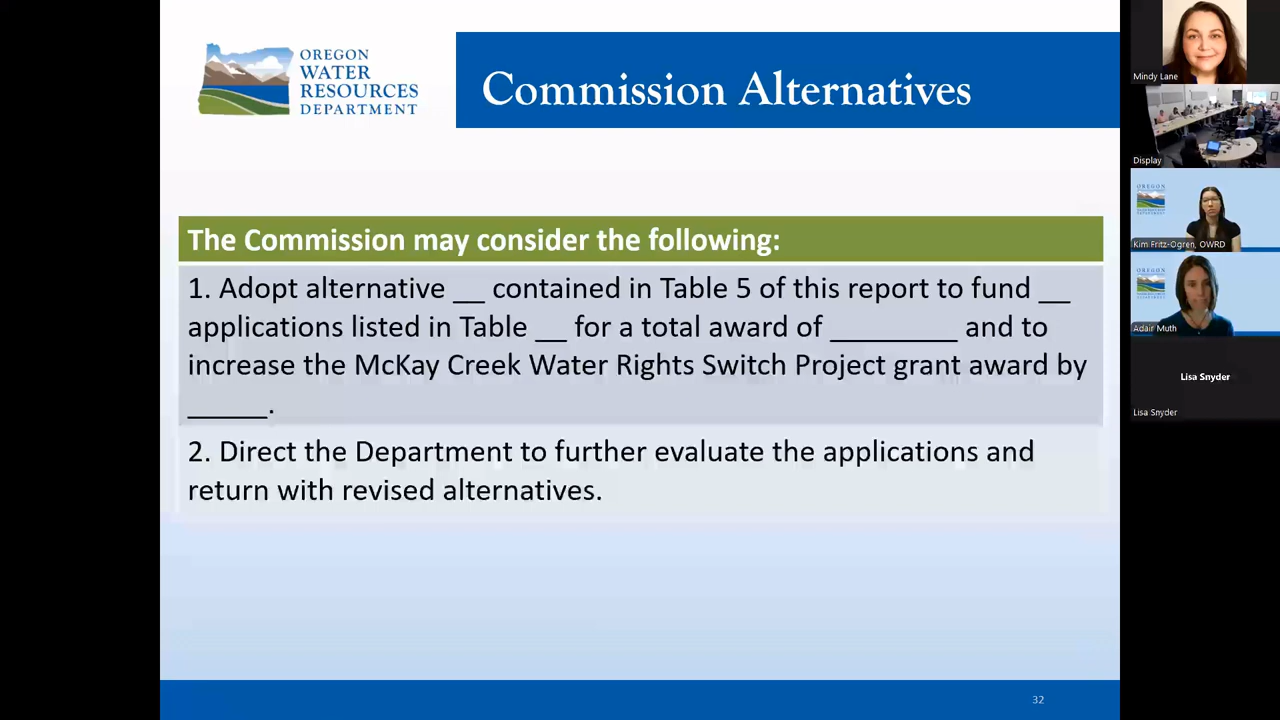 OREGON
WATER
RESOURCES
DEPARTMENT
Commission Alternatives
The Commission may consider the following:
1. Adopt alternative __ contained in Table 5 of this report to fund __
applications listed in Table __ for a total award of ________ and to
increase the McKay Creek Water Rights Switch Project grant award by
_____.
2. Direct the Department to further evaluate the applications and
return with revised alternatives.
32
Mindy Lane
Display
OREGON
Kim Fritz-Ogren, OWRD
OREGON
Adair Muth
Lisa Snyder
Lisa Snyder